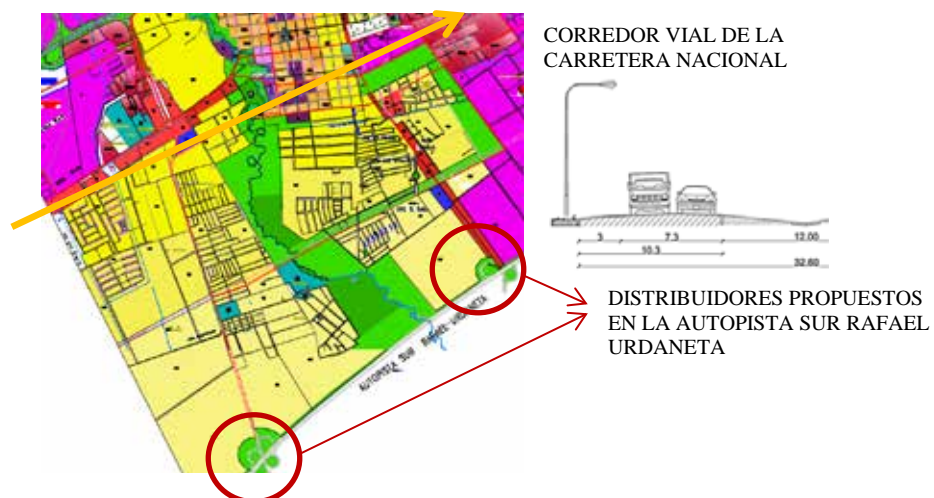 CORREDOR VIAL DE LA
CARRETERA NACIONAL
3
7.3
12.00
10.3
32.60
AUTOPISTA SUR RAFAEL URDANETA
DISTRIBUIDORES PROPUESTOS
EN LA AUTOPISTA SUR RAFAEL
URDANETA